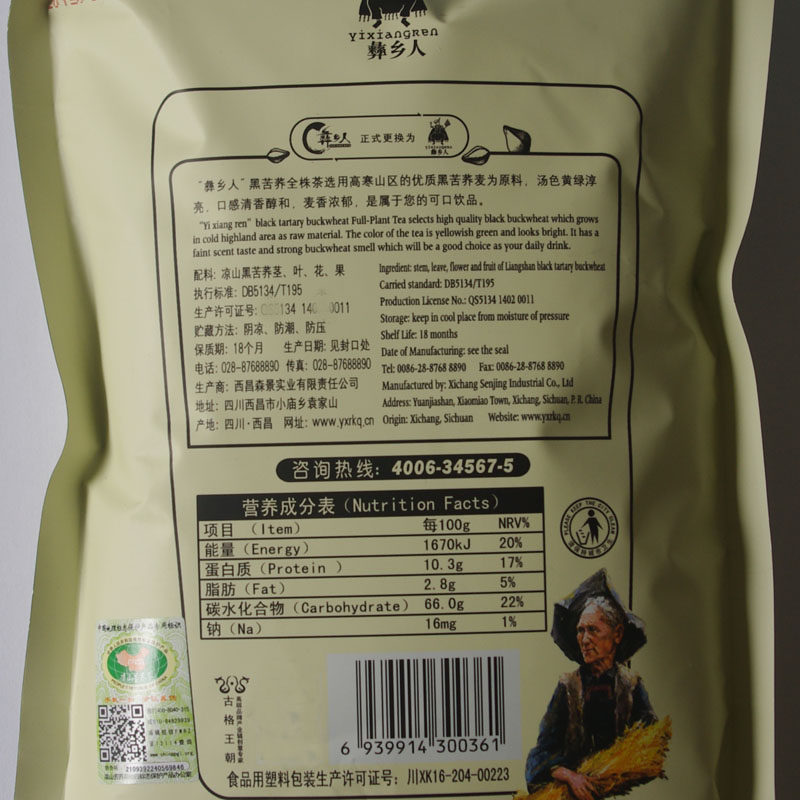 yixiangren
彝乡人
彝乡人 正式更换为 yixiangren 彝乡人
“彝乡人”黑苦荞全株茶选用高寒山区的优质黑苦荞麦为原料，汤色黄绿淳
亮，口感清香醇和，麦香浓郁，是属于您的可口饮品。
“Yi xiang ren” black tartary buckwheat Full-Plant Tea selects high quality black buckwheat which grows
in cold highland area as raw material. The color of the tea is yellowish green and looks bright. It has a
faint scent taste and strong buckwheat smell which will be a good choice as your daily drink.
配料: 凉山黑苦荞茎、叶、花、果
执行标准: DB5134/T195
生产许可证号: QS5134 14 0011
贮藏方法: 阴凉、防潮、防压
保质期: 18个月 生产日期: 见封口处
电话: 028-87688890 传真: 028-87688890
生产商: 西昌森景实业有限责任公司
地址: 四川西昌市小庙乡袁家山
产地: 四川·西昌 网址: www.yxrkq.cn
Ingredient: stem, leave, flower and fruit of Liangshan black tartary buckwheat
Carried standard: DB5134/T195
Production License No.: QS5134 1402 0011
Storage: keep in cool place from moisture of pressure
Shelf Life: 18 months
Date of Manufacturing: see the seal
Tel: 0086-28-8768 8890 Fax: 0086-28-8768 8890
Manufactured by: Xichang Senjing Industrial Co., Ltd
Address: Yuanjiashan, Xiaomiao Town, Xichang, Sichuan, P. R. China
Origin: Xichang, Sichuan Website: www.yxrkq.cn
咨询热线: 4006-34567-5
营养成分表（Nutrition Facts）
项目 （Item） 每100g NRV%
能量（Energy） 1670kJ 20%
蛋白质（Protein ） 10.3g 17%
脂肪（Fat） 2.8g 5%
碳水化合物（Carbohydrate） 66.0g 22%
钠（Na） 16mg 1%
PLEASE KEEP THE CITY CLEAN
古格王朝
6 939914 300361
食品用塑料包装生产许可证号: 川XK16-204-00223